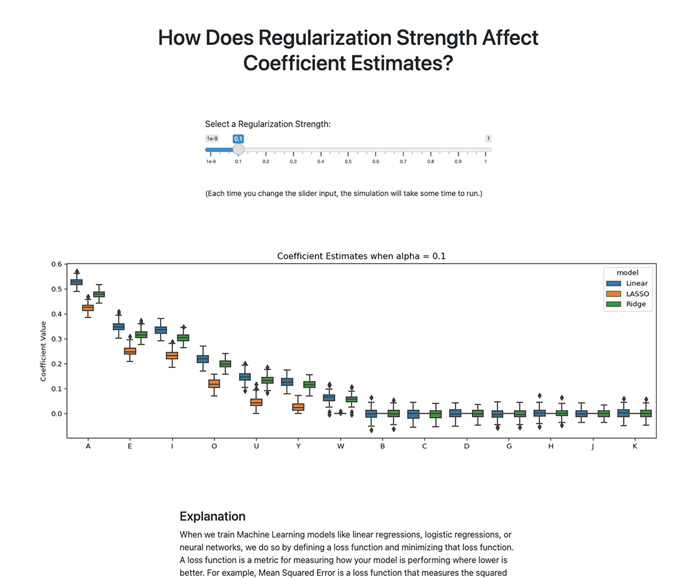 How Does Regularization Strength Affect
Coefficient Estimates?
Select a Regularization Strength:
1e-9 0.1 1
1e-9 0.1 0.2 0.3 0.4 0.5 0.6 0.7 0.8 0.9 1
(Each time you change the slider input, the simulation will take some time to run.)
Coefficient Estimates when alpha = 0.1
Coefficient Value
0.6
0.5
0.4
0.3
0.2
0.1
0.0
model
Linear
LASSO
Ridge
A E I O U Y W B C D G H J K
Explanation
When we train Machine Learning models like linear regressions, logistic regressions, or
neural networks, we do so by defining a loss function and minimizing that loss function.
A loss function is a metric for measuring how your model is performing where lower is
better. For example, Mean Squared Error is a loss function that measures the squared